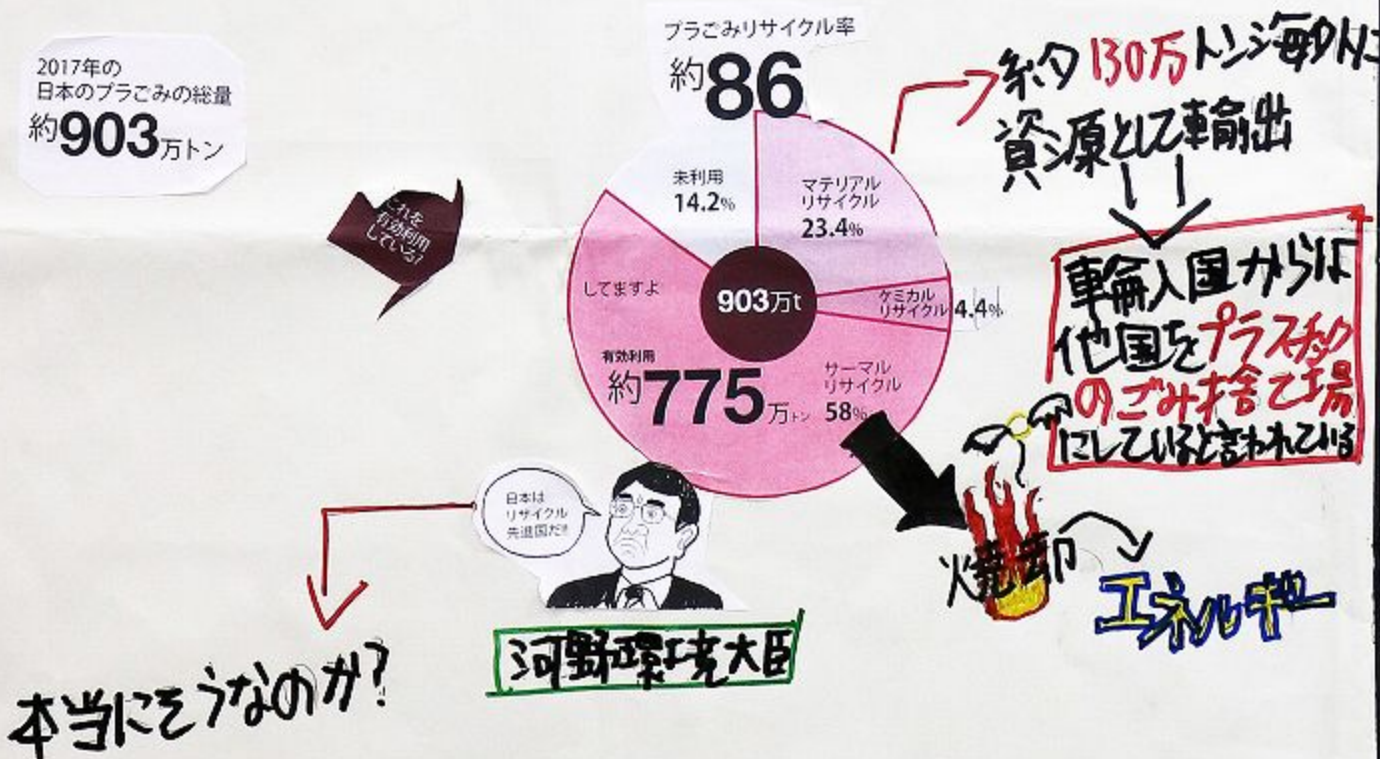 2017年の
日本のプラごみの総量
約903万トン
これを
有効利用
している!
プラごみリサイクル率
約86
未利用
14.2%
マテリアル
リサイクル
23.4%
ケミカル
リサイクル
4.4%
903万t
してますよ
有効利用
約775万トン
サーマル
リサイクル
58%
約130万トン海外に
資源として輸出
輸入国からは
他国をプラスチック
のごみ捨て場
にしていると言われている
焼却
エネルギー
日本は
リサイクル
先進国だ!!
河野環境大臣
本当にそうなのか?